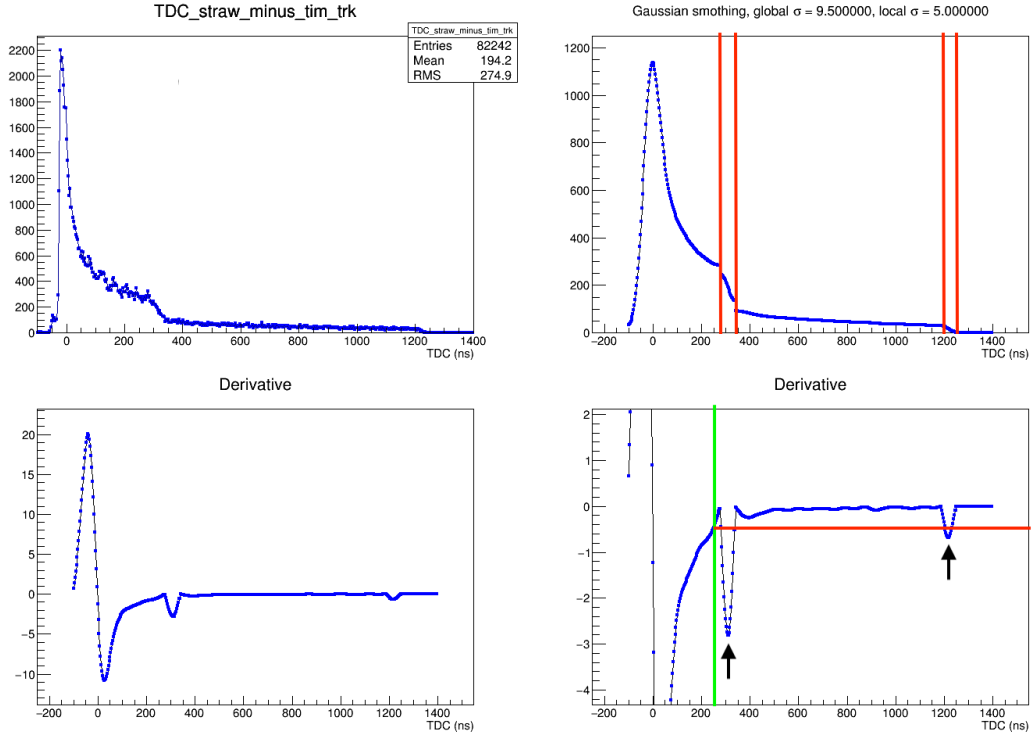 TDC_straw_minus_tim_trk
TDC_straw_minus_tim_trk
Entries 82242
Mean 194.2
RMS 274.9
2200
2000
1800
1600
1400
1200
1000
800
600
400
200
0
0 200 400 600 800 1000 1200 1400
TDC (ns)
Gaussian smothing, global σ = 9.500000, local σ = 5.000000
1200
1000
800
600
400
200
0
−200 0 200 400 600 800 1000 1200 1400
TDC (ns)
Derivative
20
15
10
5
0
−5
−10
−200 0 200 400 600 800 1000 1200 1400
TDC (ns)
Derivative
2
1
0
−1
−2
−3
−4
−200 0 200 400 600 800 1000 1200 1400
TDC (ns)